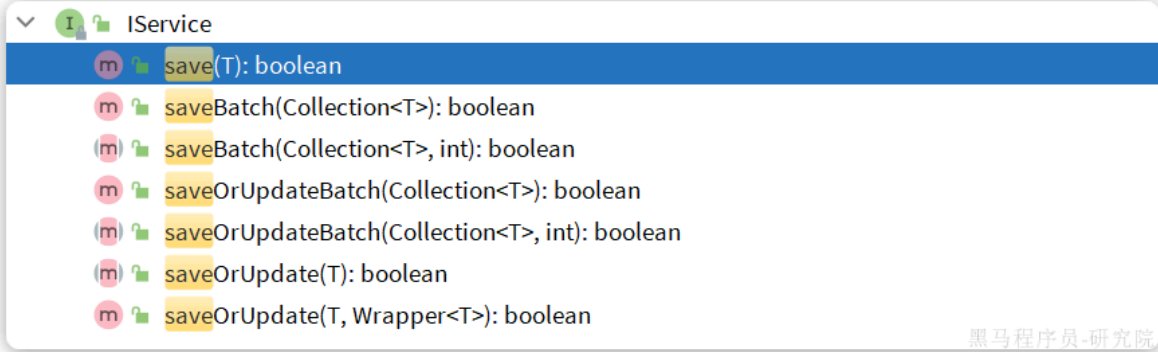 IService
save(T): boolean
saveBatch(Collection<T>): boolean
saveBatch(Collection<T>, int): boolean
saveOrUpdateBatch(Collection<T>): boolean
saveOrUpdateBatch(Collection<T>, int): boolean
saveOrUpdate(T): boolean
saveOrUpdate(T, Wrapper<T>): boolean
黑马程序员-研究院